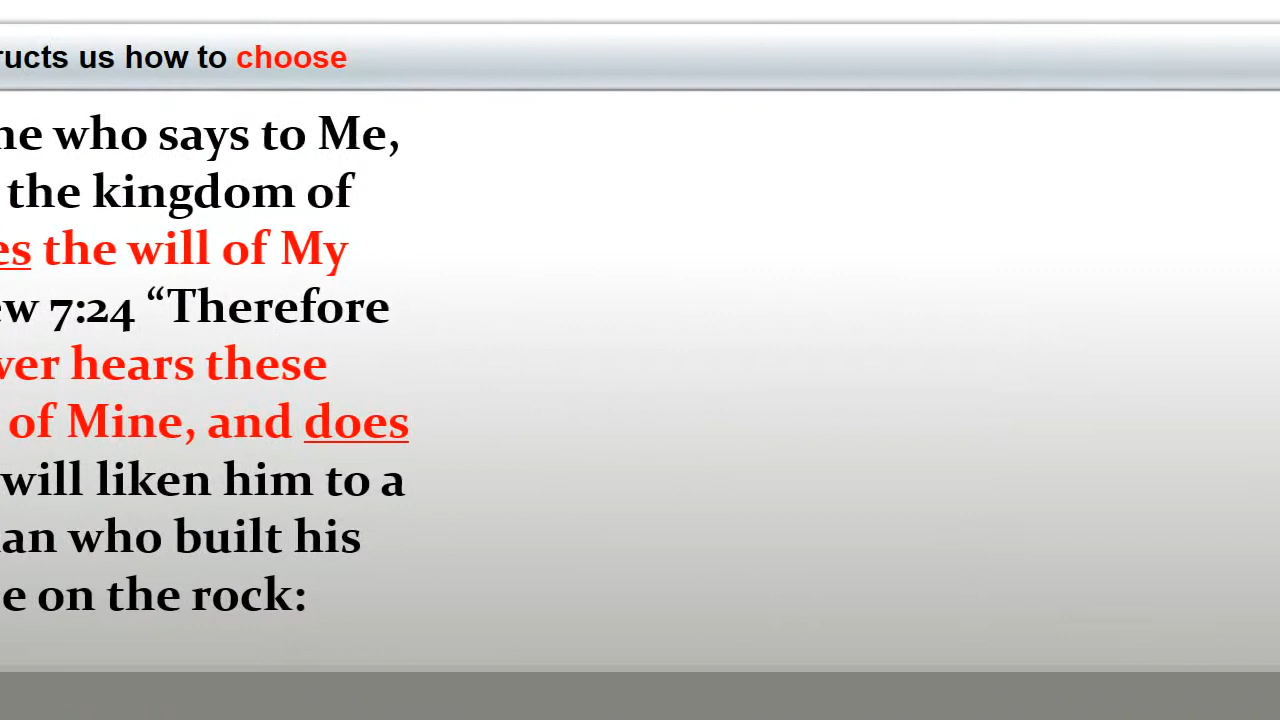 ructs us how to choose
ne who says to Me,
the kingdom of
es the will of My
ew 7:24 “Therefore
ver hears these
of Mine, and does
will liken him to a
an who built his
e on the rock: